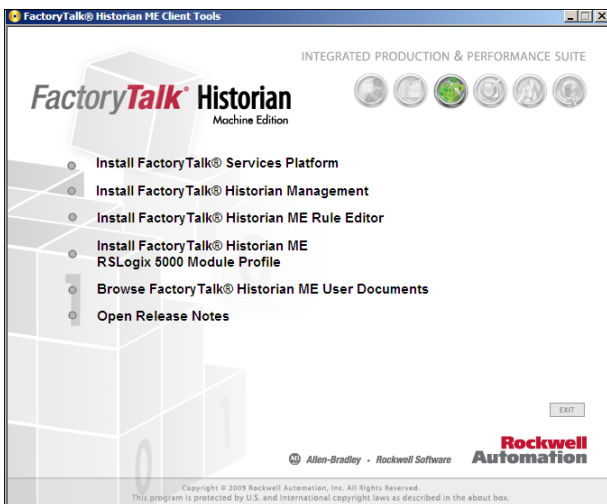 FactoryTalk® Historian ME Client Tools
INTEGRATED PRODUCTION & PERFORMANCE SUITE
FactoryTalk® Historian
Machine Edition
Install FactoryTalk® Services Platform
Install FactoryTalk® Historian Management
Install FactoryTalk® Historian ME Rule Editor
Install FactoryTalk® Historian ME
RSLogix 5000 Module Profile
Browse FactoryTalk® Historian ME User Documents
Open Release Notes
EXIT
Rockwell
Automation
AB Allen-Bradley • Rockwell Software
Copyright © 2009 Rockwell Automation, Inc. All Rights Reserved.
This program is protected by U.S. and International copyright laws as described in the about box.